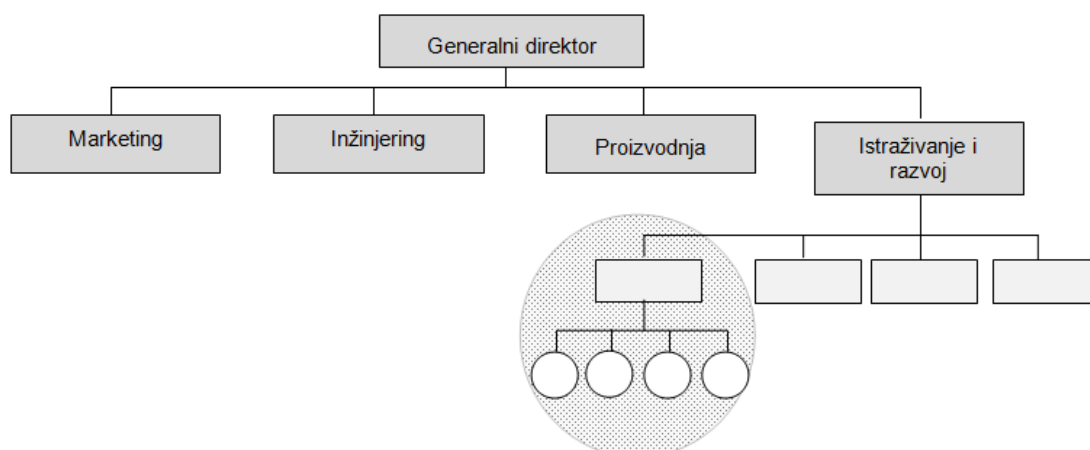 Generalni direktor
Marketing
Inžinjering
Proizvodnja
Istraživanje i
razvoj